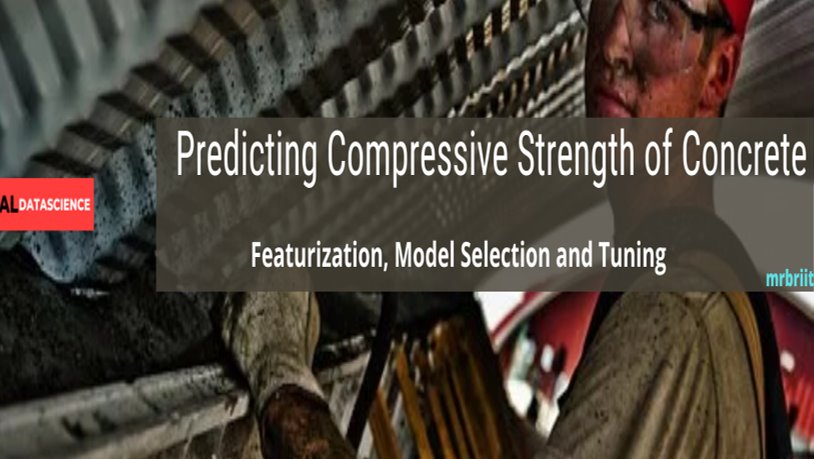 Predicting Compressive Strength of Concrete
AL DATASCIENCE
Featurization, Model Selection and Tuning
mrbriit